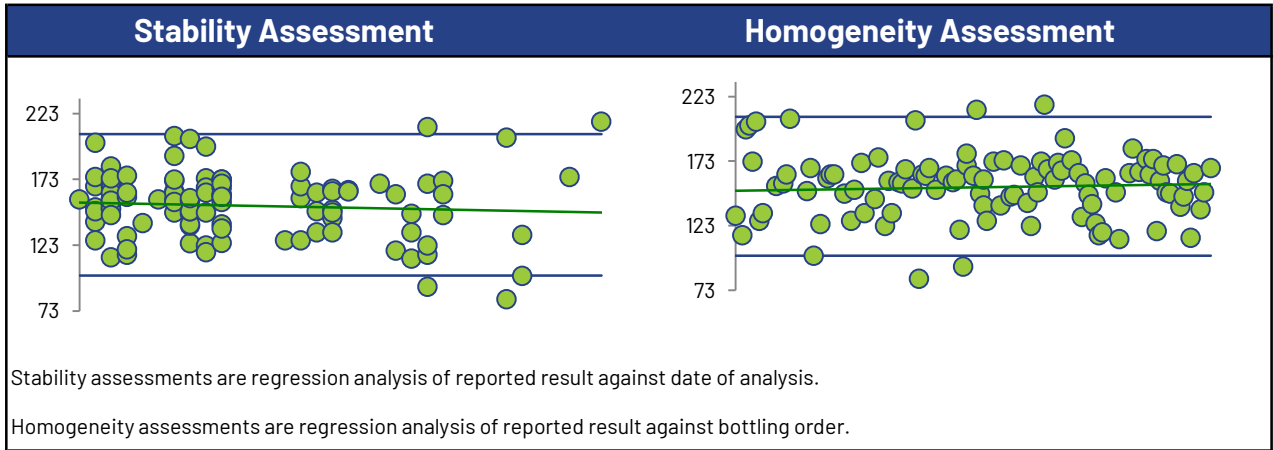 Stability Assessment
Homogeneity Assessment
223
173
123
73
223
173
123
73
Stability assessments are regression analysis of reported result against date of analysis.
Homogeneity assessments are regression analysis of reported result against bottling order.